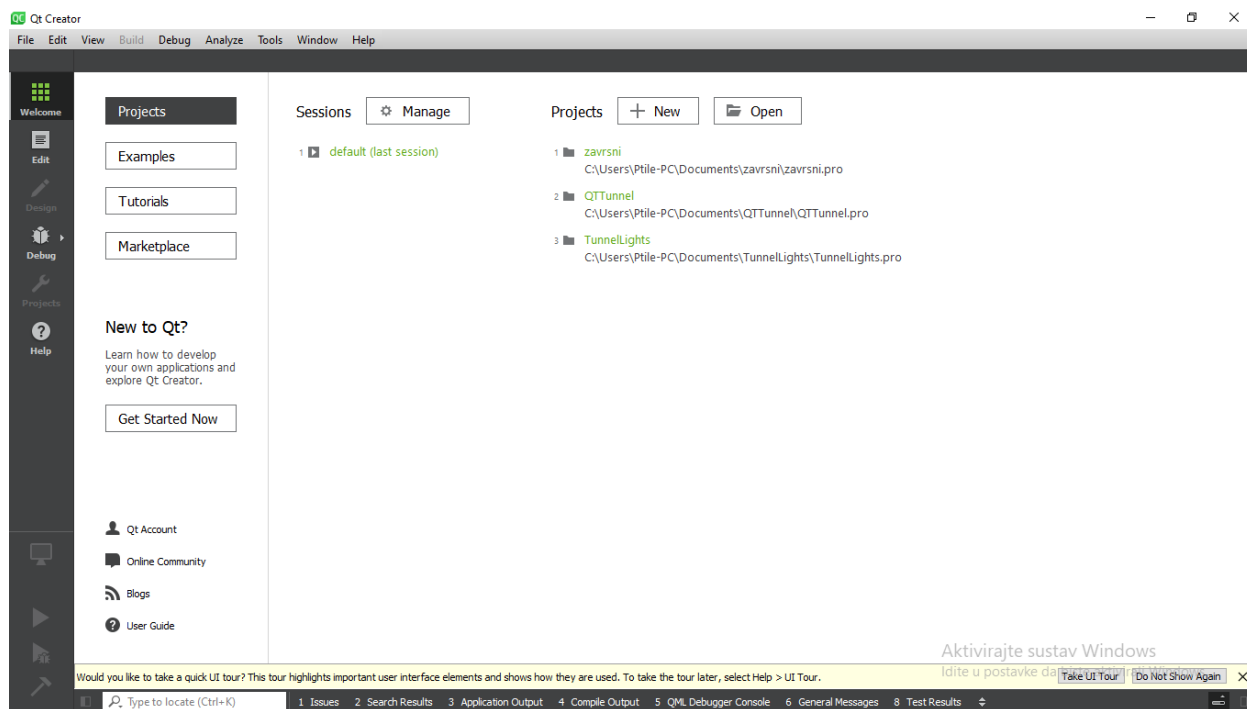 Qt Creator
File Edit View Build Debug Analyze Tools Window Help
Welcome
Edit
Design
Debug
Projects
Help
Projects
Examples
Tutorials
Marketplace
New to Qt?
Learn how to develop
your own applications and
explore Qt Creator.
Get Started Now
Qt Account
Online Community
Blogs
User Guide
Sessions Manage
1 default (last session)
Projects New Open
1 zavrsni
C:\Users\Ptile-PC\Documents\zavrsni\zavrsni.pro
2 QTTunnel
C:\Users\Ptile-PC\Documents\QTTunnel\QTTunnel.pro
3 TunnelLights
C:\Users\Ptile-PC\Documents\TunnelLights\TunnelLights.pro
Aktivirajte sustav Windows
Idite u postavke da
Would you like to take a quick UI tour? This tour highlights important user interface elements and shows how they are used. To take the tour later, select Help > UI Tour. Take UI Tour Do Not Show Again
Type to locate (Ctrl+K) 1 Issues 2 Search Results 3 Application Output 4 Compile Output 5 QML Debugger Console 6 General Messages 8 Test Results